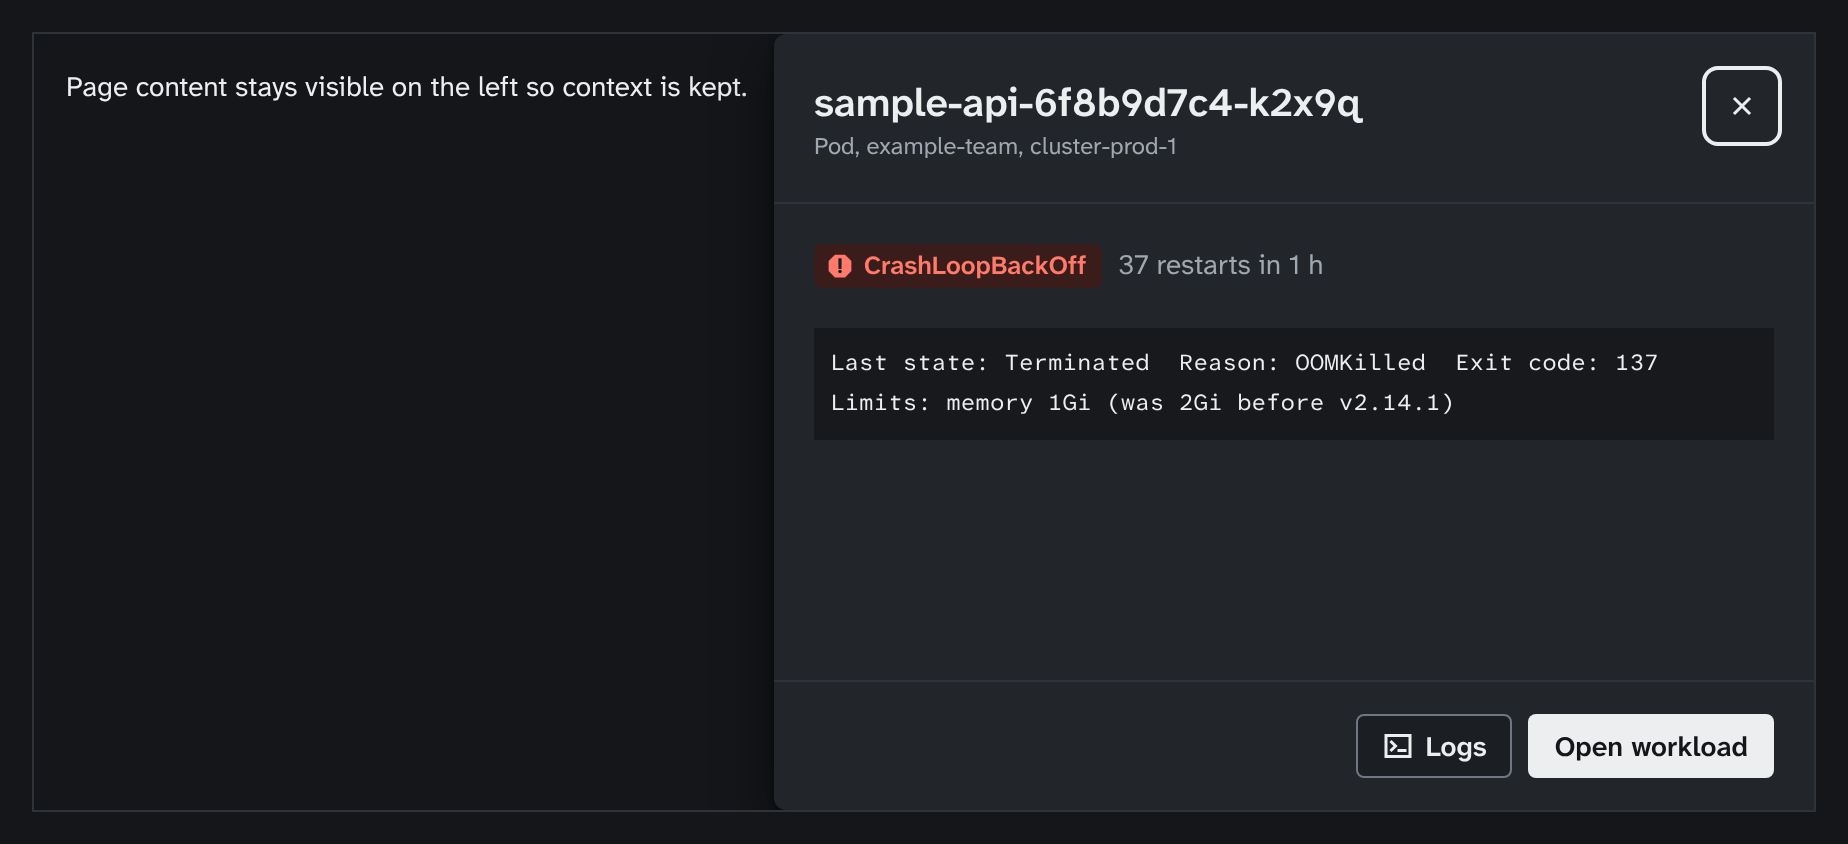 Page content stays visible on the left so context is kept.
sample-api-6f8b9d7c4-k2x9q
Pod, example-team, cluster-prod-1
CrashLoopBackOff 37 restarts in 1 h
Last state: Terminated  Reason: OOMKilled  Exit code: 137
Limits: memory 1Gi (was 2Gi before v2.14.1)
Logs Open workload